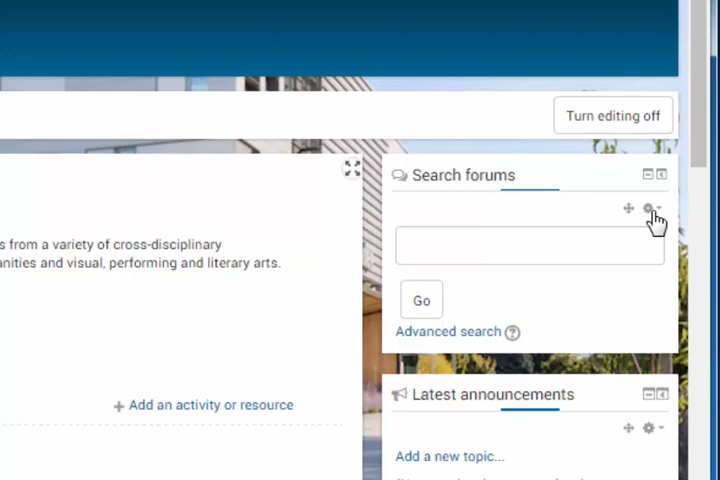 Turn editing off
Search forums
s from a variety of cross-disciplinary
anities and visual, performing and literary arts.
Go
Advanced search
Add an activity or resource
Latest announcements
Add a new topic...